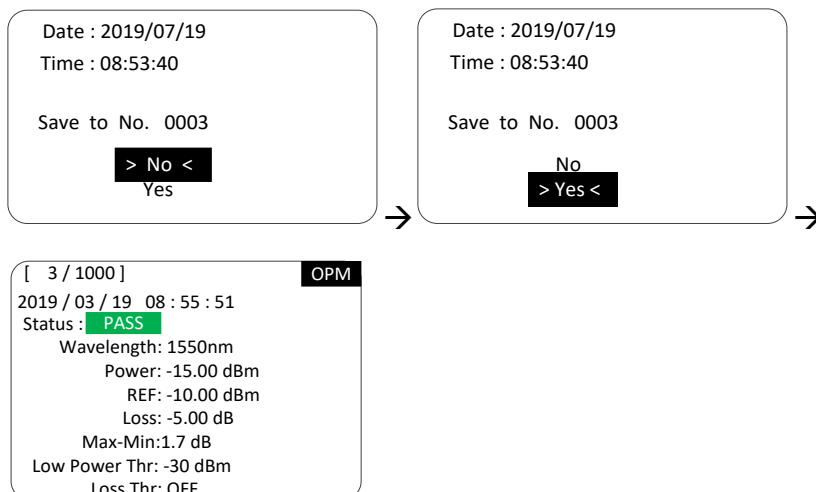 Date : 2019/07/19
Time : 08:53:40
Save to No. 0003
> No <
Yes
→
Date : 2019/07/19
Time : 08:53:40
Save to No. 0003
No
> Yes <
→
[ 3 / 1000 ] OPM
2019 / 03 / 19 08 : 55 : 51
Status : PASS
Wavelength: 1550nm
Power: -15.00 dBm
REF: -10.00 dBm
Loss: -5.00 dB
Max-Min:1.7 dB
Low Power Thr: -30 dBm
Loss Thr: OFF